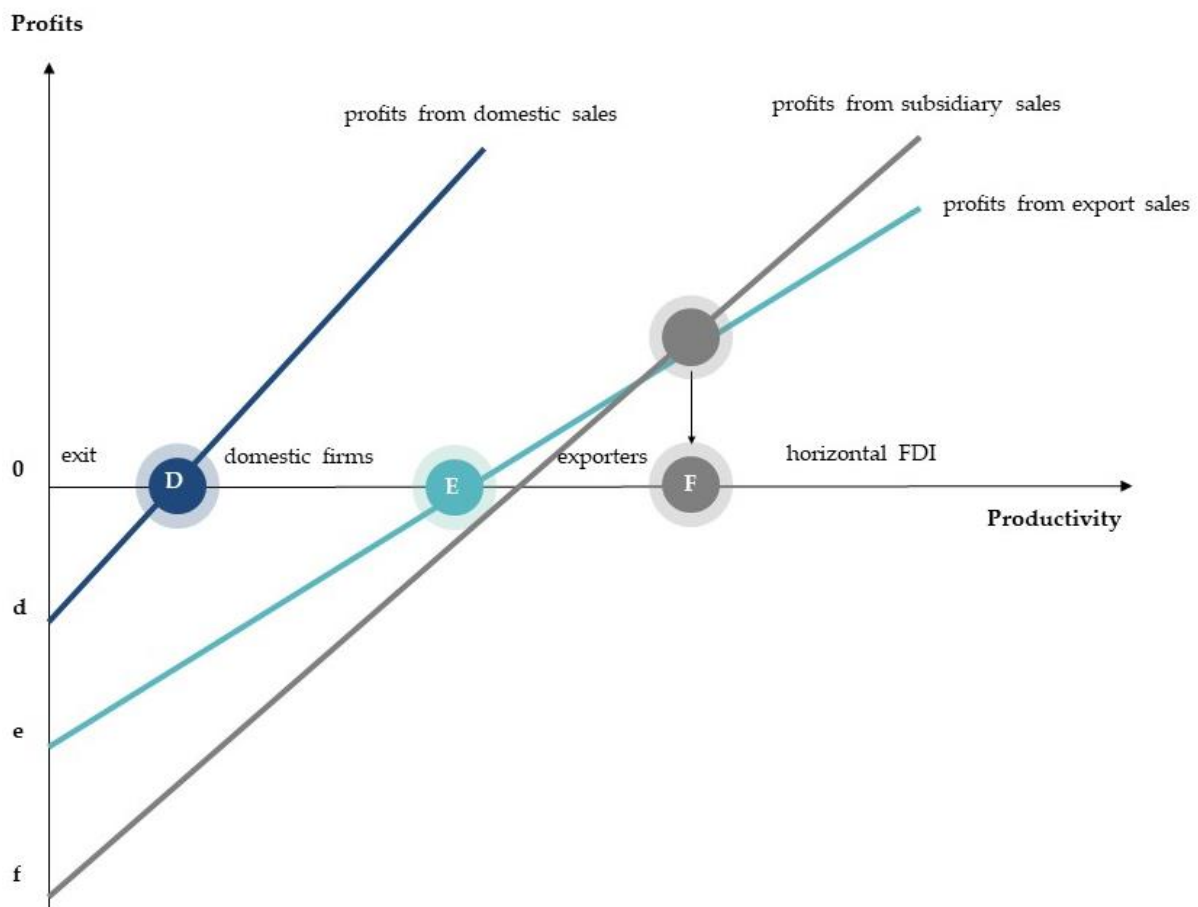 Profits
profits from domestic sales
profits from subsidiary sales
profits from export sales
0
exit
D
domestic firms
E
exporters
F
horizontal FDI
Productivity
d
e
f